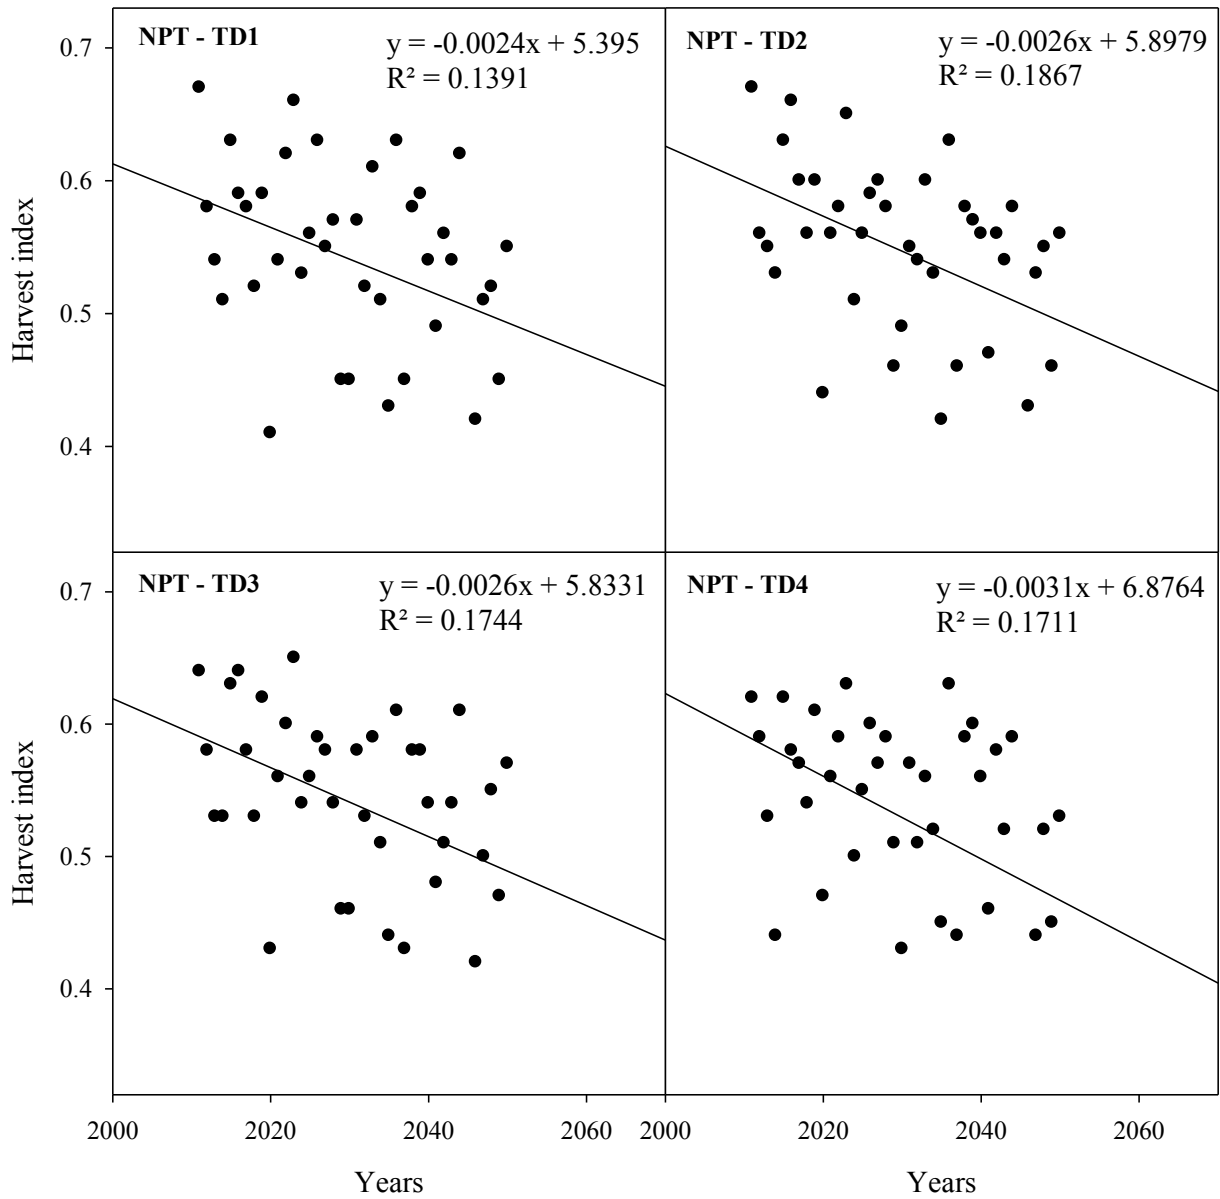 NPT - TD1
y = -0.0024x + 5.395
R² = 0.1391
NPT - TD2
y = -0.0026x + 5.8979
R² = 0.1867
0.7
0.6
0.5
0.4
Harvest index
NPT - TD3
y = -0.0026x + 5.8331
R² = 0.1744
NPT - TD4
y = -0.0031x + 6.8764
R² = 0.1711
0.7
0.6
0.5
0.4
Harvest index
2000 2020 2040 2060 2000 2020 2040 2060
Years Years